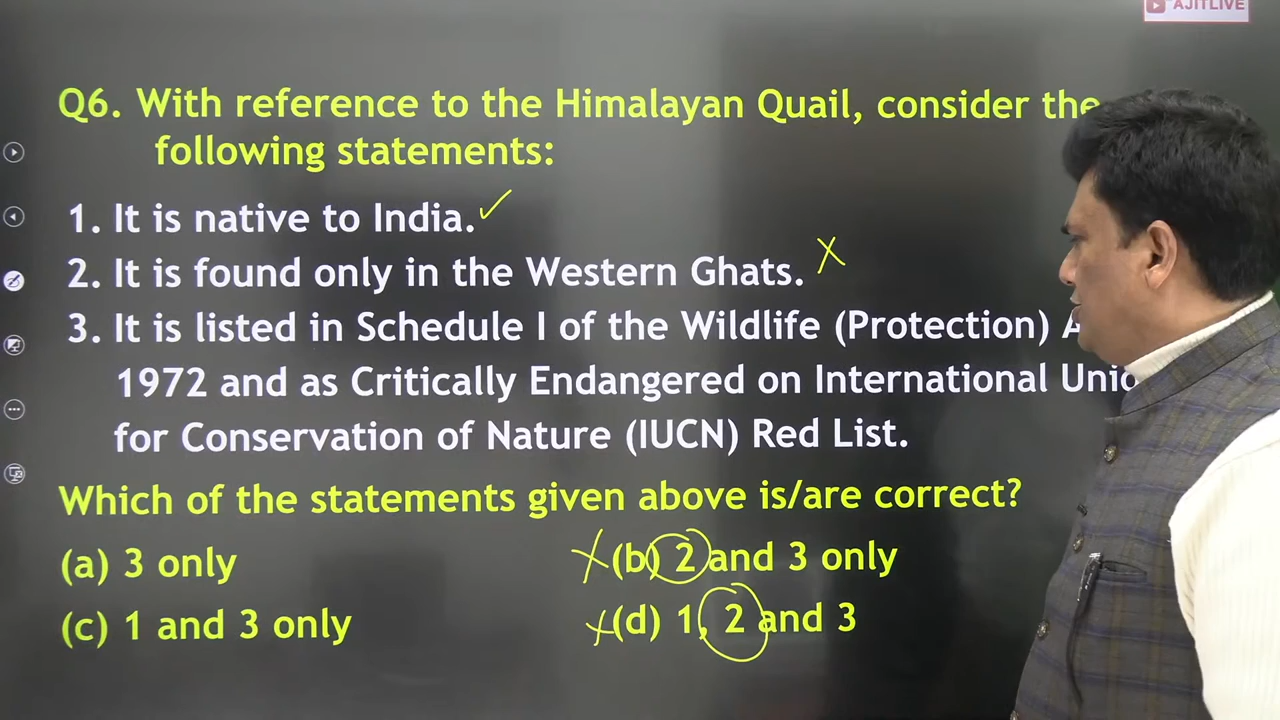 AJITLIVE
Q6. With reference to the Himalayan Quail, consider the
following statements:
1. It is native to India.
2. It is found only in the Western Ghats.
3. It is listed in Schedule I of the Wildlife (Protection)
1972 and as Critically Endangered on International
for Conservation of Nature (IUCN) Red List.
Which of the statements given above is/are correct?
(a) 3 only
(b) 2 and 3 only
(c) 1 and 3 only
(d) 1, 2 and 3